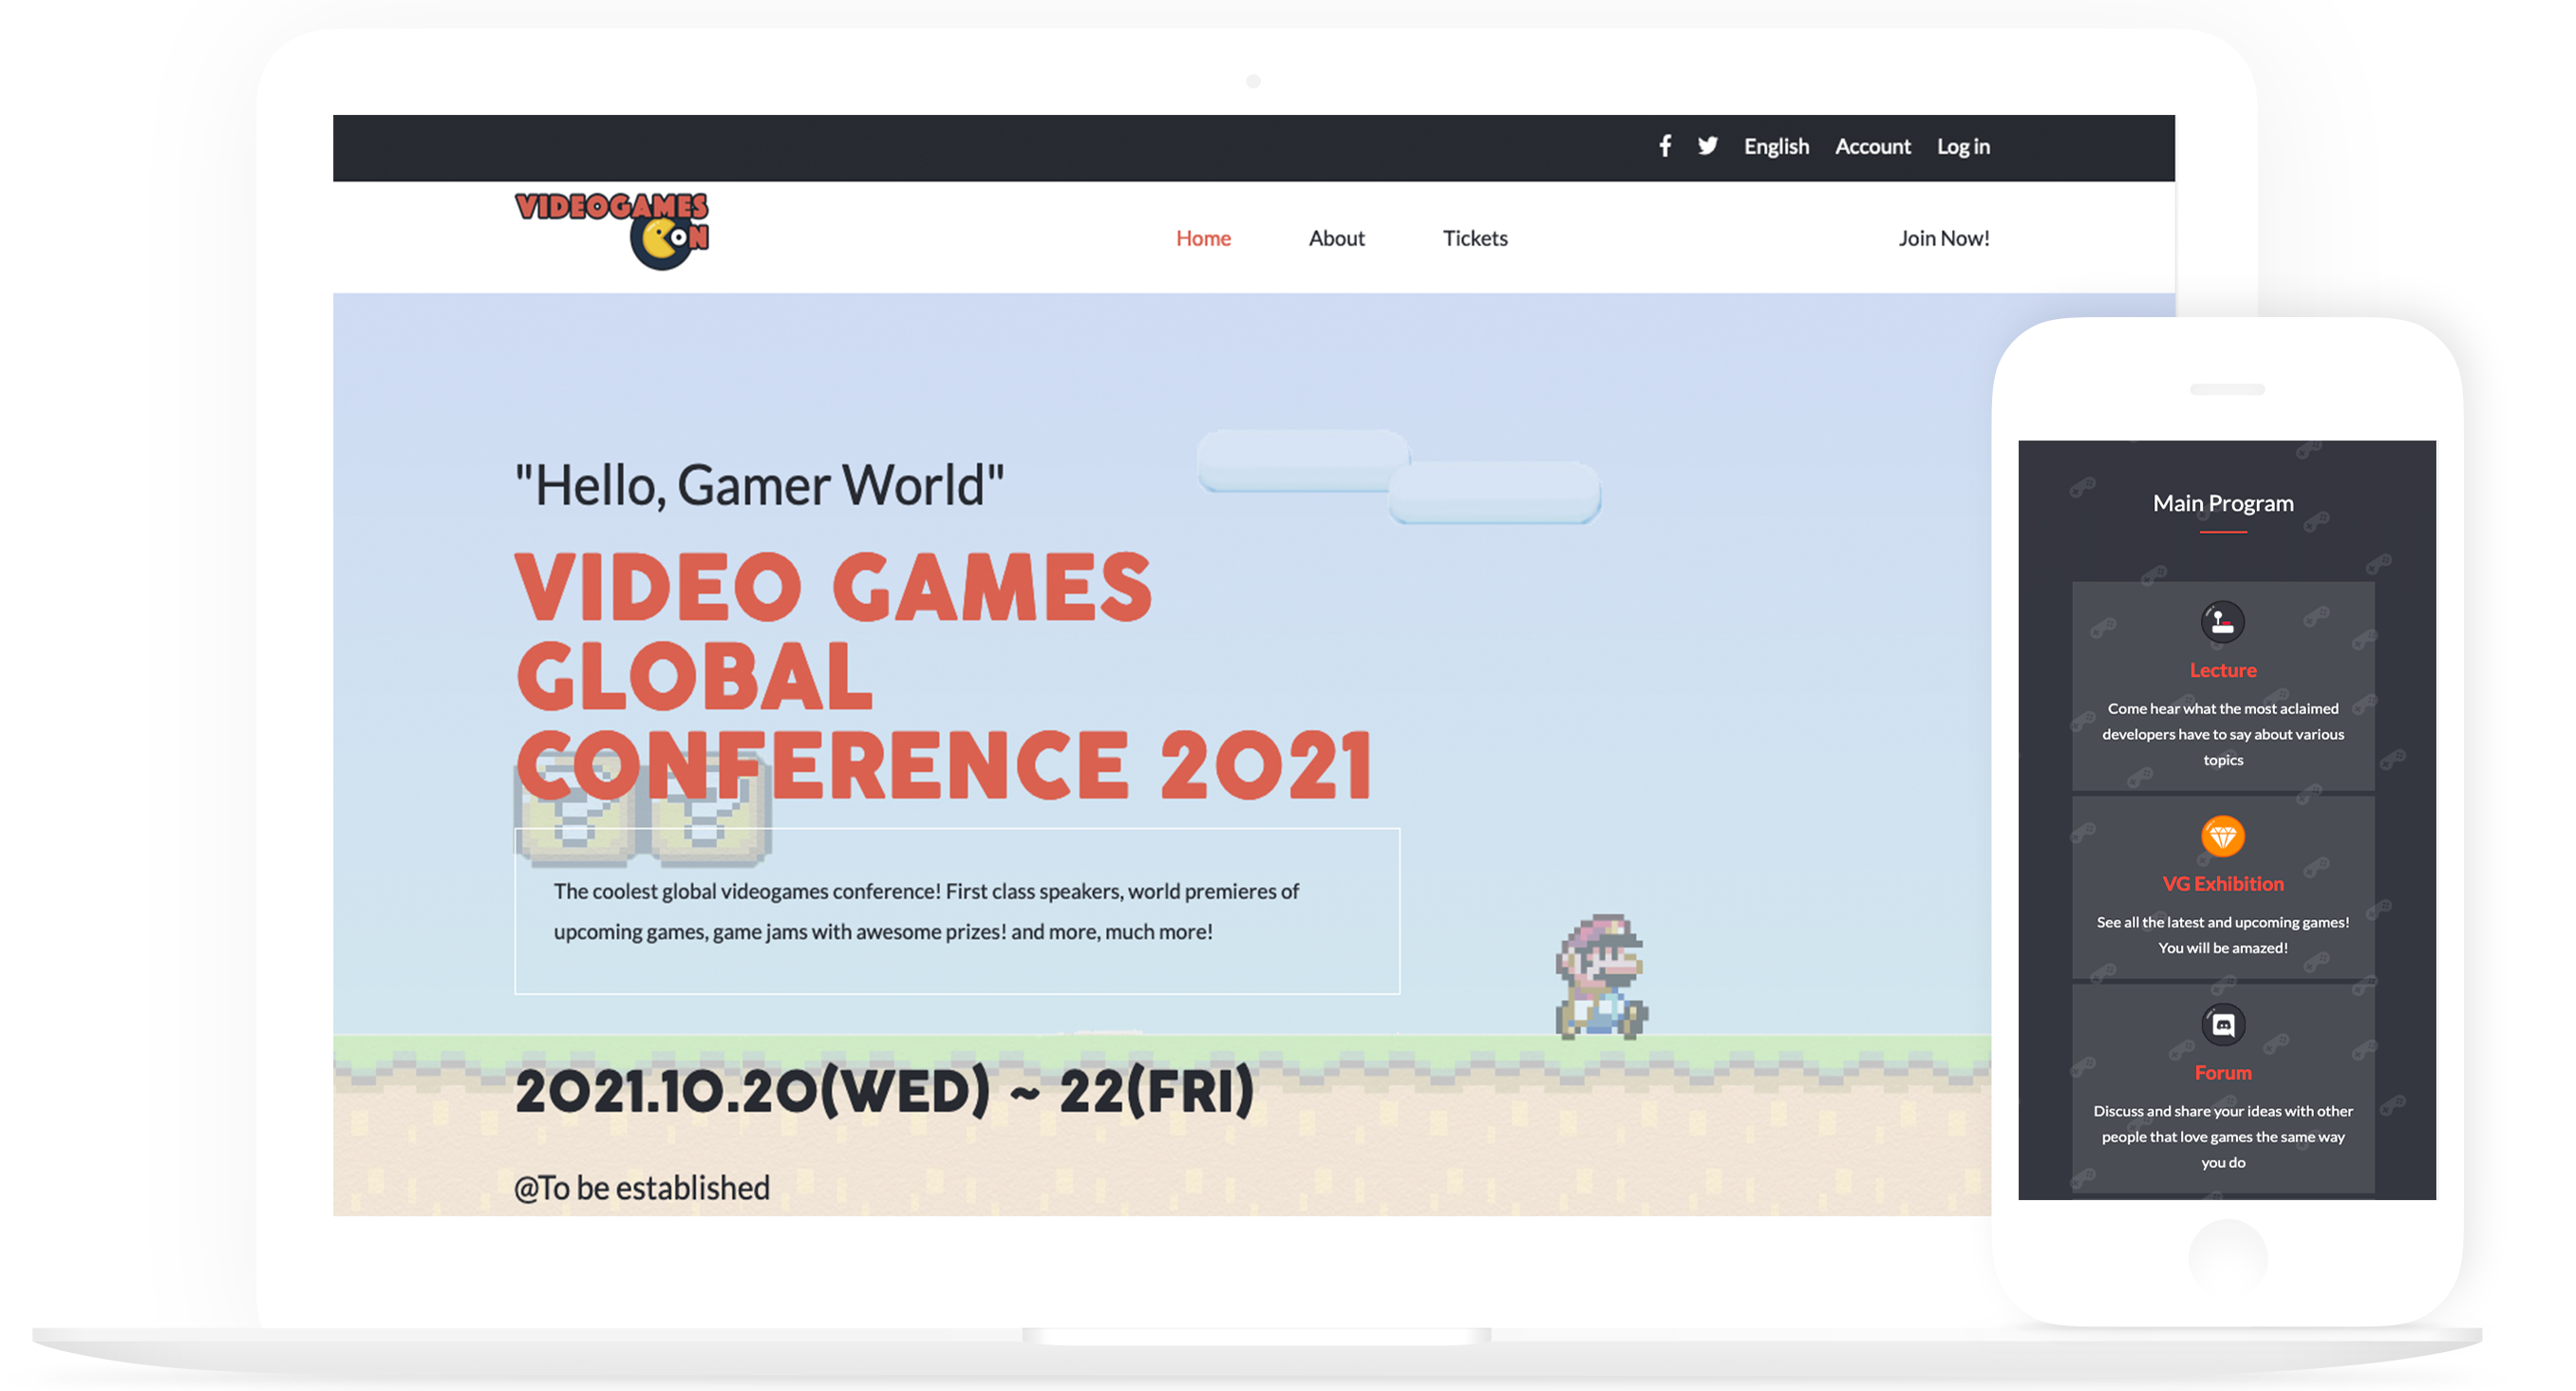 English Account Log in
VIDEOGAMES
CON
Home About Tickets Join Now!
"Hello, Gamer World"
VIDEO GAMES
GLOBAL
CONFERENCE 2021
The coolest global videogames conference! First class speakers, world premieres of
upcoming games, game jams with awesome prizes! and more, much more!
2021.10.20(WED) ~ 22(FRI)
@To be established
Main Program
Lecture
Come hear what the most aclaimed
developers have to say about various
topics
VG Exhibition
See all the latest and upcoming games!
You will be amazed!
Forum
Discuss and share your ideas with other
people that love games the same way
you do